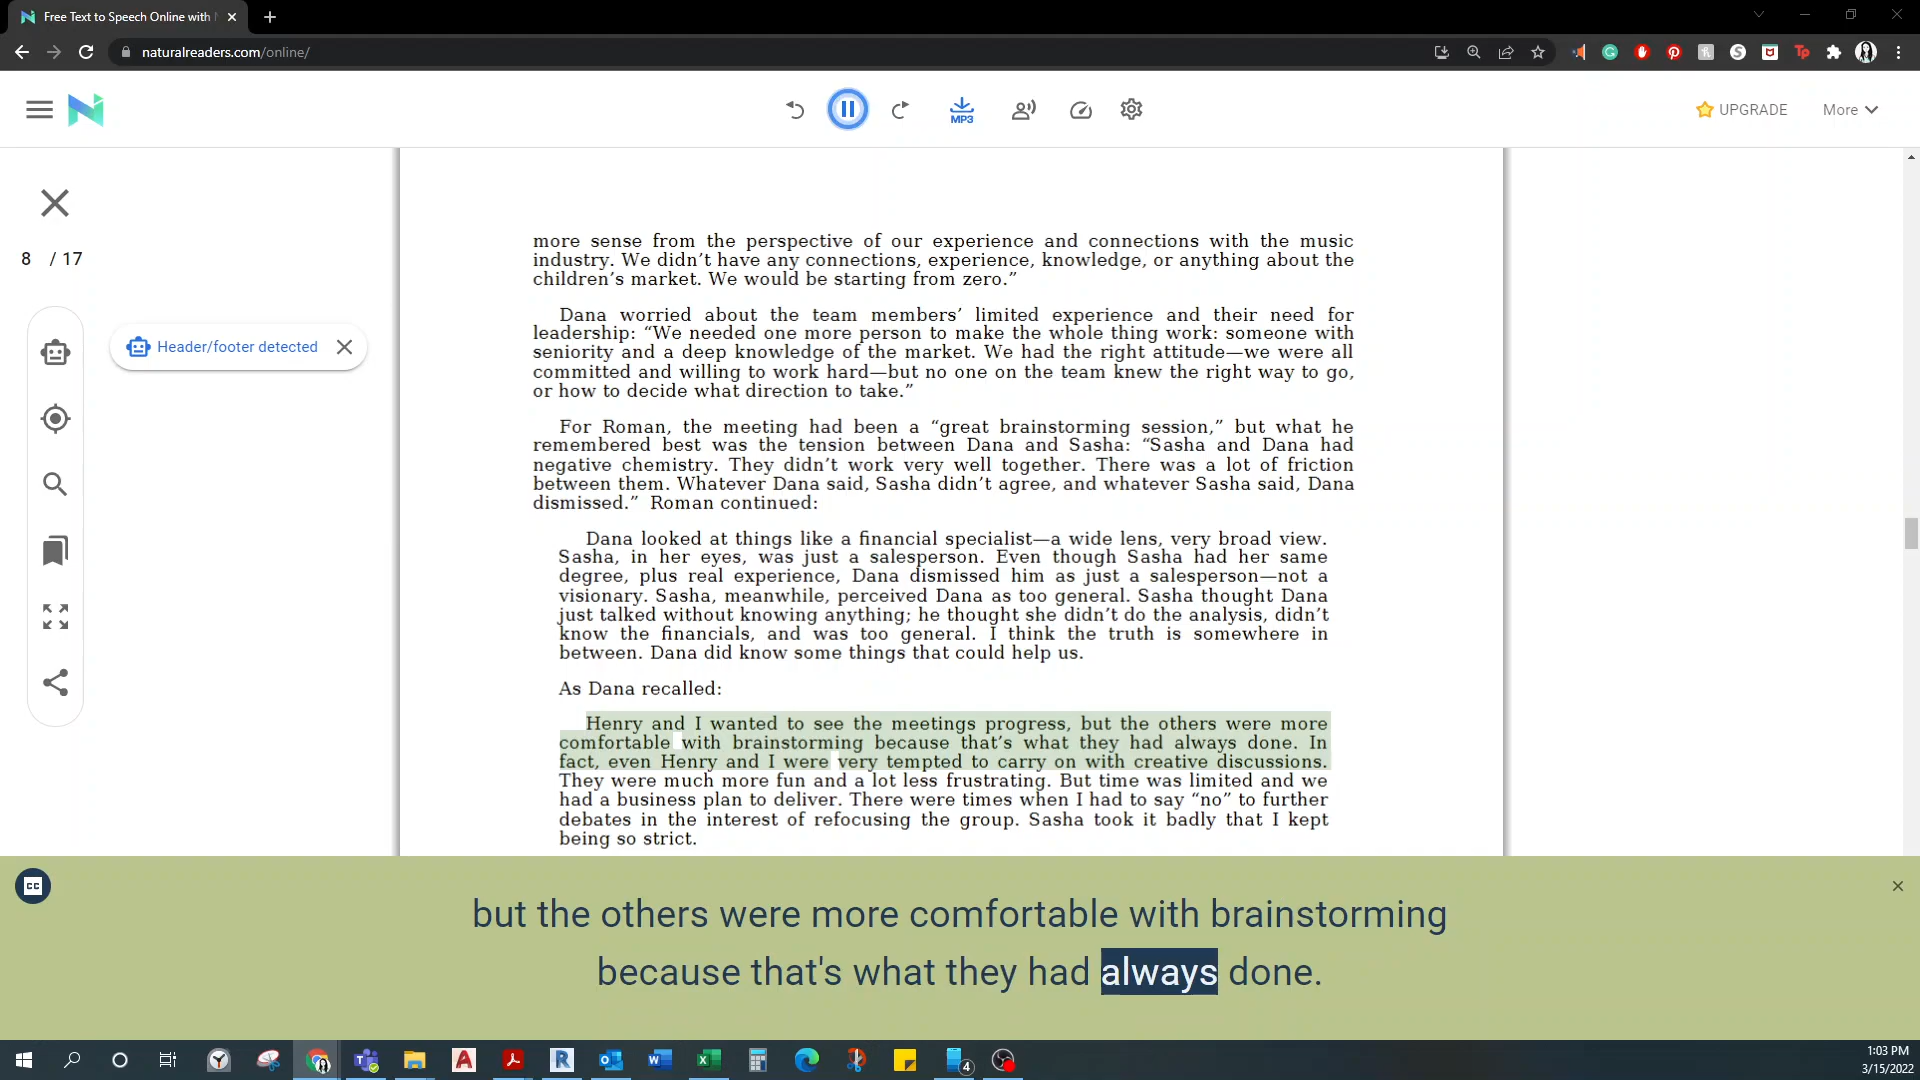 Free Text to Speech Online with
naturalreaders.com/online/
MP3
UPGRADE
More
8 / 17
Header/footer detected
more sense from the perspective of our experience and connections with the music
industry. We didn’t have any connections, experience, knowledge, or anything about the
children’s market. We would be starting from zero.”
Dana worried about the team members’ limited experience and their need for
leadership: “We needed one more person to make the whole thing work: someone with
seniority and a deep knowledge of the market. We had the right attitude—we were all
committed and willing to work hard—but no one on the team knew the right way to go,
or how to decide what direction to take.”
For Roman, the meeting had been a “great brainstorming session,” but what he
remembered best was the tension between Dana and Sasha: “Sasha and Dana had
negative chemistry. They didn’t work very well together. There was a lot of friction
between them. Whatever Dana said, Sasha didn’t agree, and whatever Sasha said, Dana
dismissed.” Roman continued:
Dana looked at things like a financial specialist—a wide lens, very broad view.
Sasha, in her eyes, was just a salesperson. Even though Sasha had her same
degree, plus real experience, Dana dismissed him as just a salesperson—not a
visionary. Sasha, meanwhile, perceived Dana as too general. Sasha thought Dana
just talked without knowing anything; he thought she didn’t do the analysis, didn’t
know the financials, and was too general. I think the truth is somewhere in
between. Dana did know some things that could help us.
As Dana recalled:
Henry and I wanted to see the meetings progress, but the others were more
comfortable with brainstorming because that’s what they had always done. In
fact, even Henry and I were very tempted to carry on with creative discussions.
They were much more fun and a lot less frustrating. But time was limited and we
had a business plan to deliver. There were times when I had to say “no” to further
debates in the interest of refocusing the group. Sasha took it badly that I kept
being so strict.
CC
but the others were more comfortable with brainstorming
because that's what they had always done.
4
1:03 PM
3/15/2022